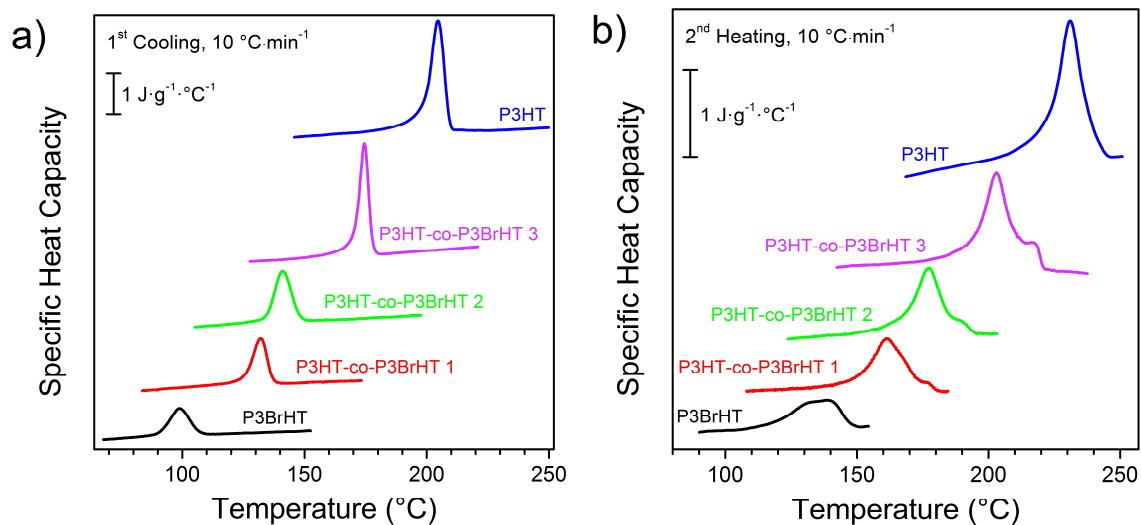 a)
1st Cooling, 10 °C·min-1
1 J·g-1·°C-1
P3HT
P3HT-co-P3BrHT 3
P3HT-co-P3BrHT 2
P3HT-co-P3BrHT 1
P3BrHT
Specific Heat Capacity
100 150 200 250
Temperature (°C)
b)
2nd Heating, 10 °C·min-1
1 J·g-1·°C-1
P3HT
P3HT-co-P3BrHT 3
P3HT-co-P3BrHT 2
P3HT-co-P3BrHT 1
P3BrHT
Specific Heat Capacity
100 150 200 250
Temperature (°C)